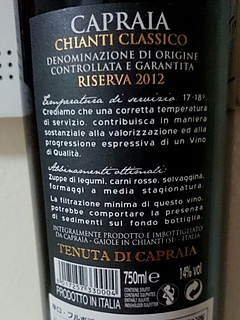 CAPRAIA
CHIANTI CLASSICO
DENOMINAZIONE DI ORIGINE
CONTROLLATA E GARANTITA
RISERVA 2012
Temperatura di servizio 17-18º.
Crediamo che una corretta temperatura
di servizio, contribuisca in maniera
sostanziale alla valorizzazione ed alla
progressione espressiva di un Vino
di Qualità.
Abbinamenti ottimali:
Zuppe di legumi, carni rosse, selvaggina,
formaggi a media stagionatura.
La filtrazione minima di questo vino,
potrebbe comportare la presenza
di sedimenti sul fondo bottiglia.
INTEGRALMENTE PRODOTTO E IMBOTTIGLIATO
DA CAPRAIA - GAIOLE IN CHIANTI (SI) - ITALIA
TENUTA DI CAPRAIA
750ml e
14% vol
PRODOTTO IN ITALIA